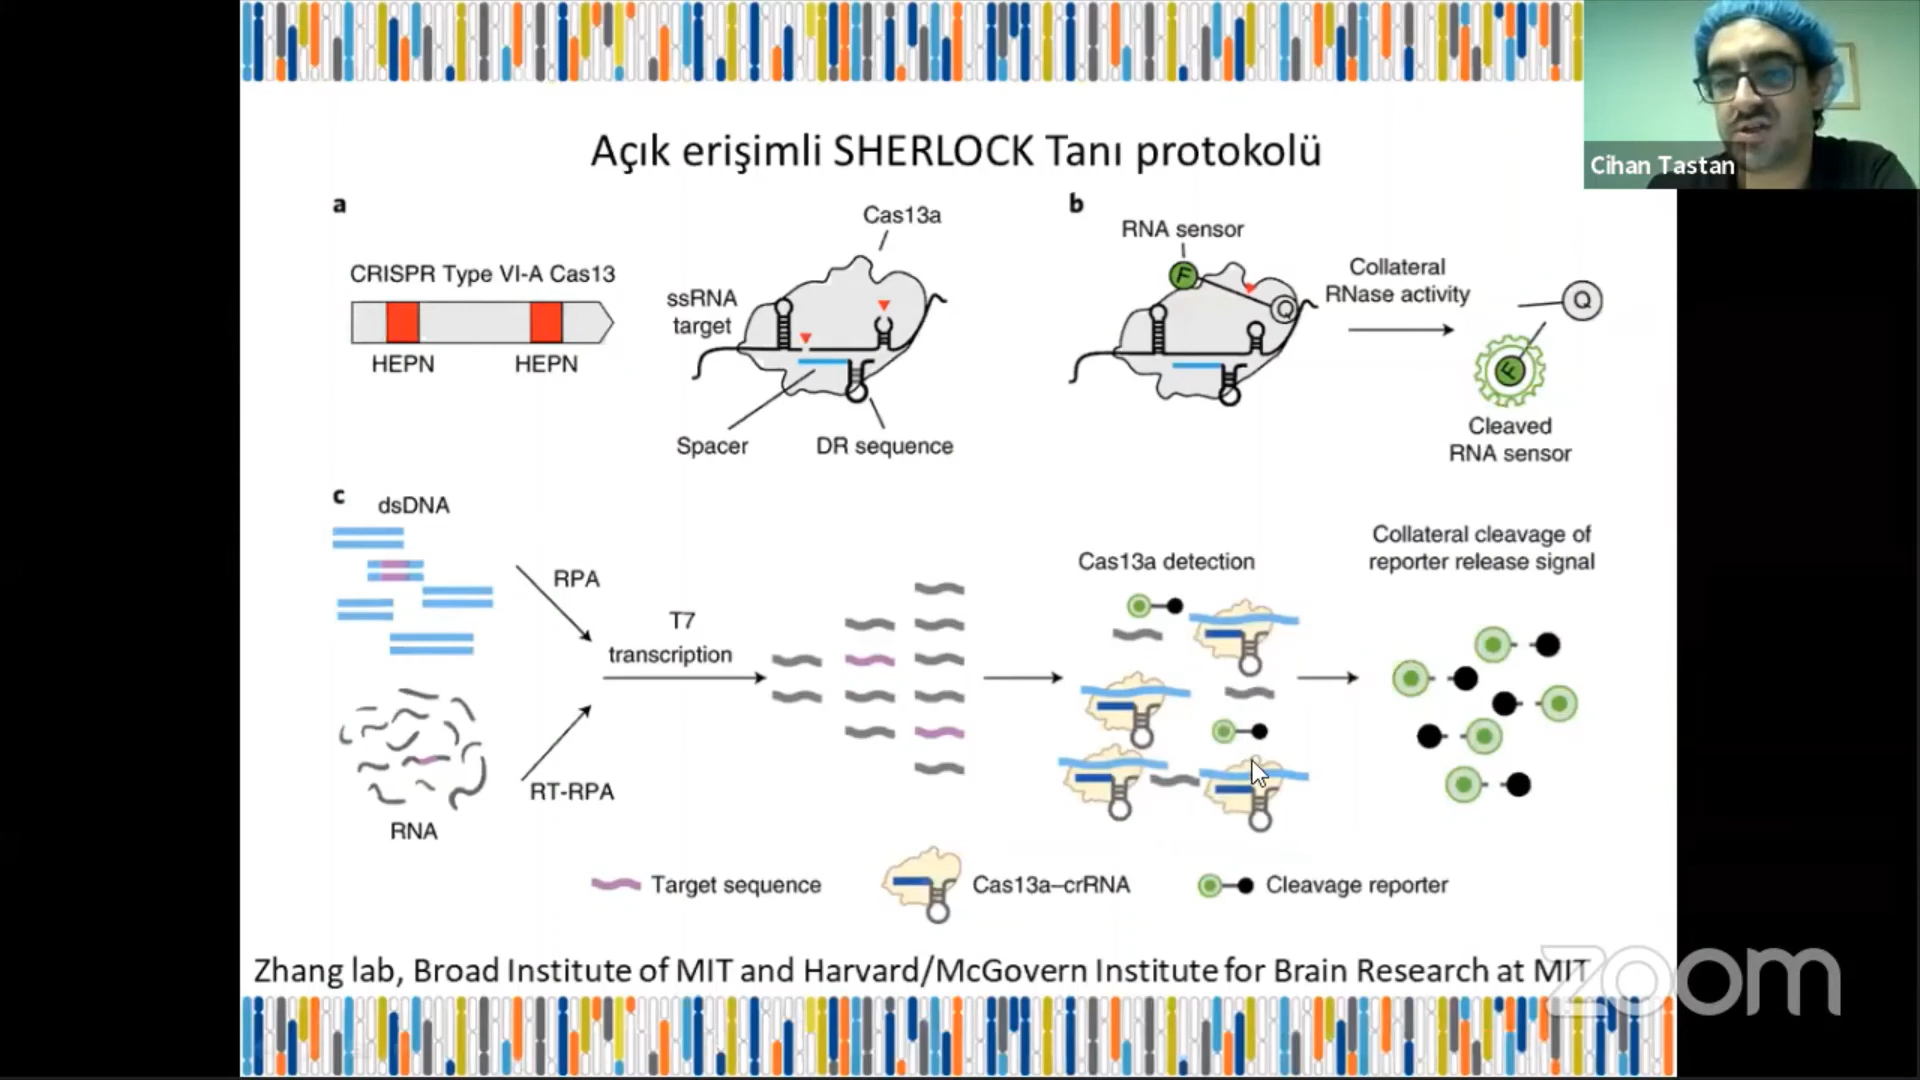 Cihan Tastan
Açık erişimli SHERLOCK Tanı protokolü
a
CRISPR Type VI-A Cas13
HEPN
HEPN
Cas13a
ssRNA
target
Spacer
DR sequence
b
RNA sensor
F
Q
Collateral
RNase activity
Q
F
Cleaved
RNA sensor
c
dsDNA
RPA
T7
transcription
RT-RPA
RNA
Cas13a detection
Collateral cleavage of
reporter release signal
Target sequence
Cas13a–crRNA
Cleavage reporter
Zhang lab, Broad Institute of MIT and Harvard/McGovern Institute for Brain Research at MIT
zoom